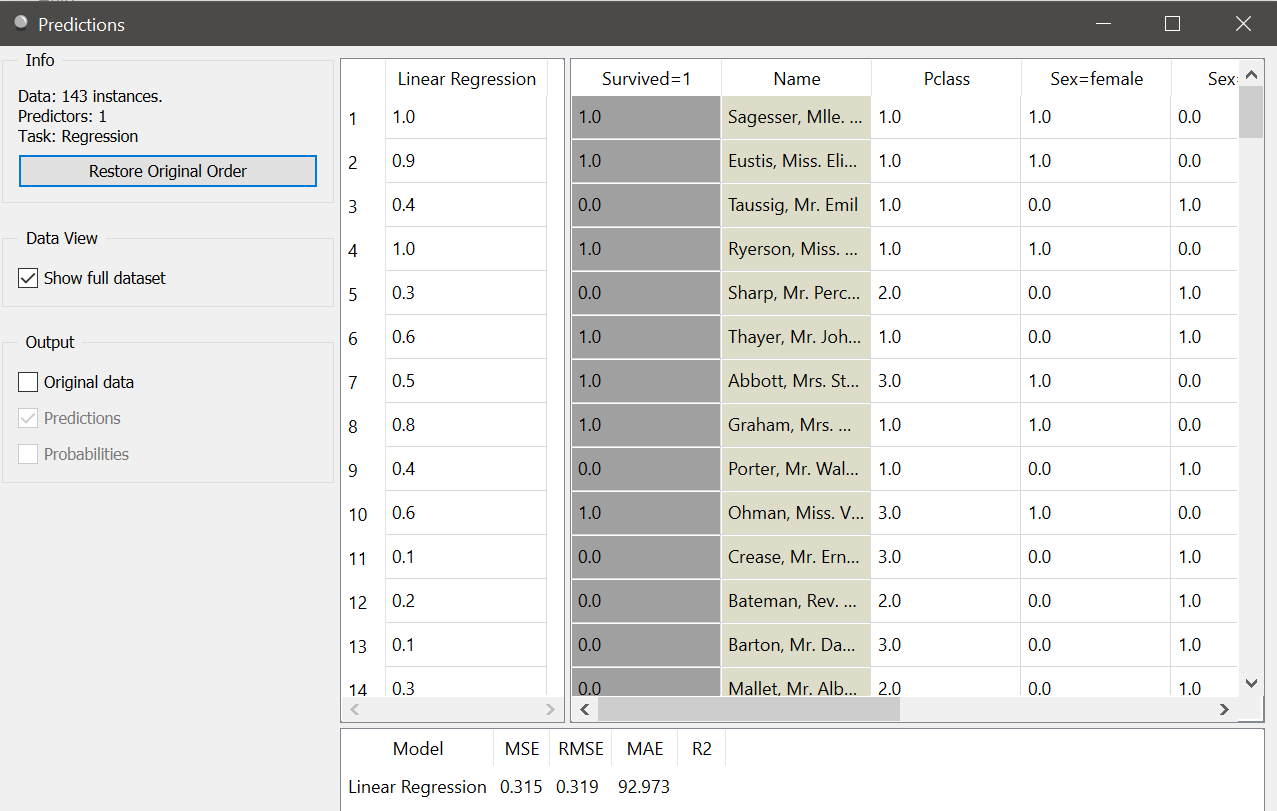 Predictions
Info
Data: 143 instances.
Predictors: 1
Task: Regression
Restore Original Order
Data View
Show full dataset
Output
Original data
Predictions
Probabilities
Linear Regression Survived=1 Name Pclass Sex=female Sex=
1 1.0 1.0 Sagesser, Mlle. ... 1.0 1.0 0.0
2 0.9 1.0 Eustis, Miss. Eli... 1.0 1.0 0.0
3 0.4 0.0 Taussig, Mr. Emil 1.0 0.0 1.0
4 1.0 1.0 Ryerson, Miss. ... 1.0 1.0 0.0
5 0.3 0.0 Sharp, Mr. Perc... 2.0 0.0 1.0
6 0.6 1.0 Thayer, Mr. Joh... 1.0 0.0 1.0
7 0.5 1.0 Abbott, Mrs. St... 3.0 1.0 0.0
8 0.8 1.0 Graham, Mrs. ... 1.0 1.0 0.0
9 0.4 0.0 Porter, Mr. Wal... 1.0 0.0 1.0
10 0.6 1.0 Ohman, Miss. V... 3.0 1.0 0.0
11 0.1 0.0 Crease, Mr. Ern... 3.0 0.0 1.0
12 0.2 0.0 Bateman, Rev. ... 2.0 0.0 1.0
13 0.1 0.0 Barton, Mr. Da... 3.0 0.0 1.0
14 0.3 0.0 Mallet, Mr. Alb... 2.0 0.0 1.0
Model MSE RMSE MAE R2
Linear Regression 0.315 0.319 92.973